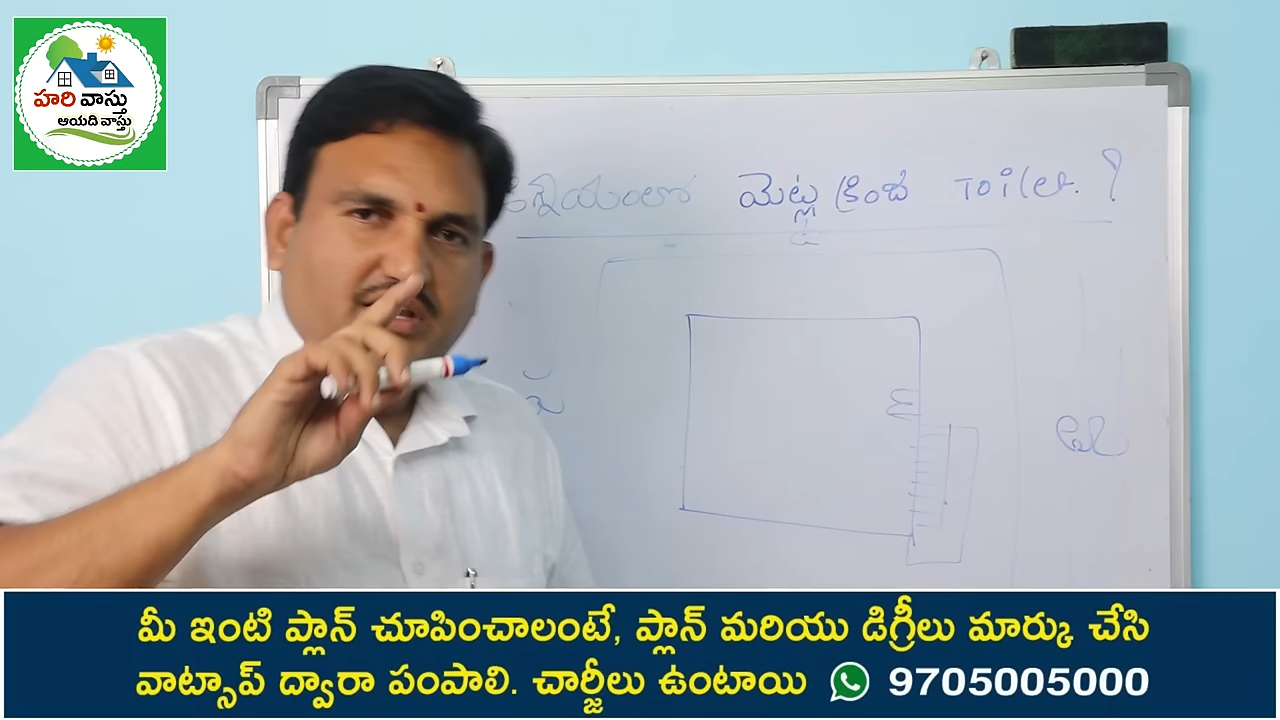 హరి వాస్తు
ఆయది వాస్తు
మెట్ల క్రింద Toilet ?
మీ ఇంటి ప్లాన్ చూపించాలంటే, ప్లాన్ మరియు డిగ్రీలు మార్కు చేసి
వాట్సాప్ ద్వారా పంపాలి. చార్జీలు ఉంటాయి 9705005000